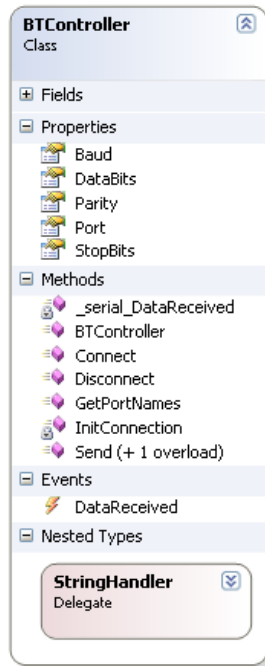 BTController
Class
Fields
Properties
Baud
DataBits
Parity
Port
StopBits
Methods
_serial_DataReceived
BTController
Connect
Disconnect
GetPortNames
InitConnection
Send (+ 1 overload)
Events
DataReceived
Nested Types
StringHandler
Delegate